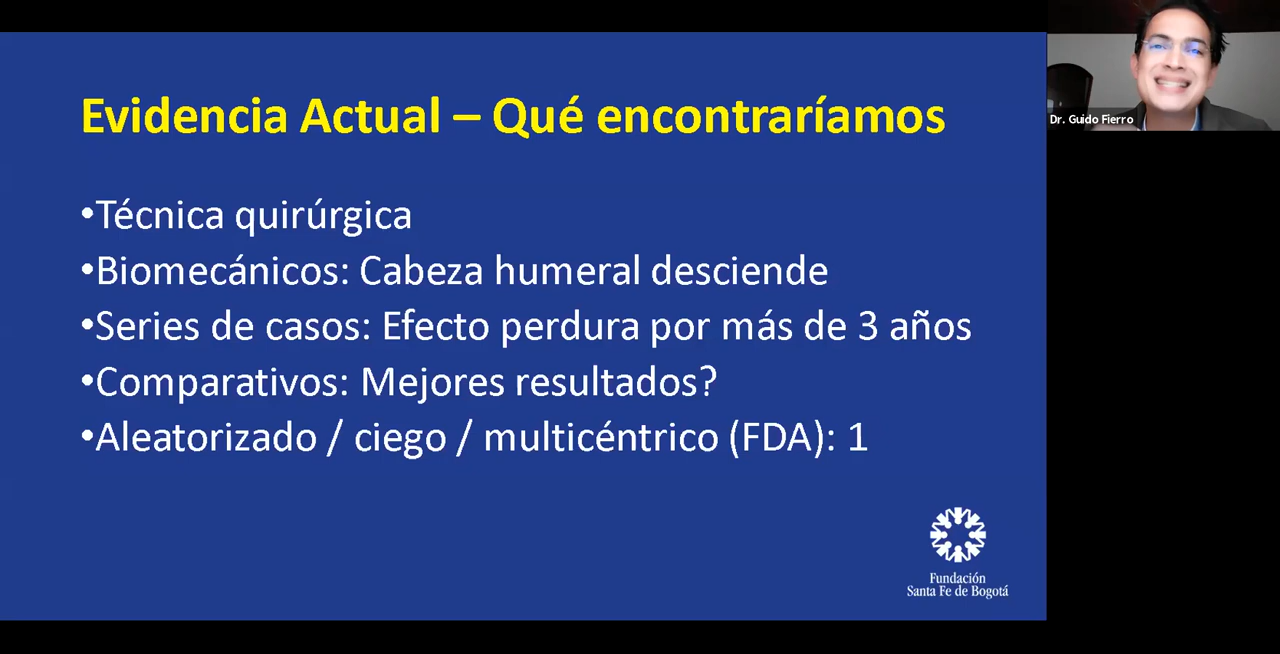 Evidencia Actual – Qué encontraríamos
•Técnica quirúrgica
•Biomecánicos: Cabeza humeral desciende
•Series de casos: Efecto perdura por más de 3 años
•Comparativos: Mejores resultados?
•Aleatorizado / ciego / multicéntrico (FDA): 1
Fundación
Santa Fe de Bogotá
Dr. Guido Fierro